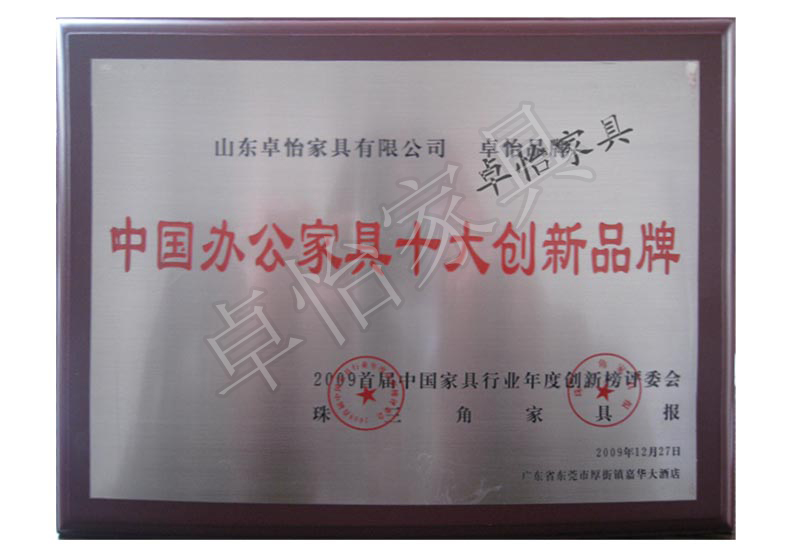 山东卓怡家具有限公司 卓怡品牌
卓怡家具
中国办公家具十大创新品牌
卓怡家具
2009首届中国家具行业年度创新榜评委会
珠三角家具报
2009年12月27日
广东省东莞市厚街镇嘉华大酒店